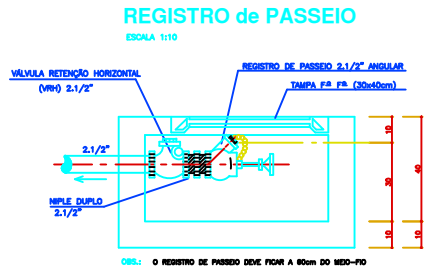 REGISTRO de PASSEIO
ESCALA 1:10
VÁLVULA RETENÇÃO HORIZONTAL
(VRH) 2.1/2"
REGISTRO DE PASSEIO 2.1/2" ANGULAR
TAMPA Fº Fº (30x40cm)
2.1/2"
NIPLE DUPLO
2.1/2"
10
30
10
40
10
OBS.: O REGISTRO DE PASSEIO DEVE FICAR A 60cm DO MEIO-FIO